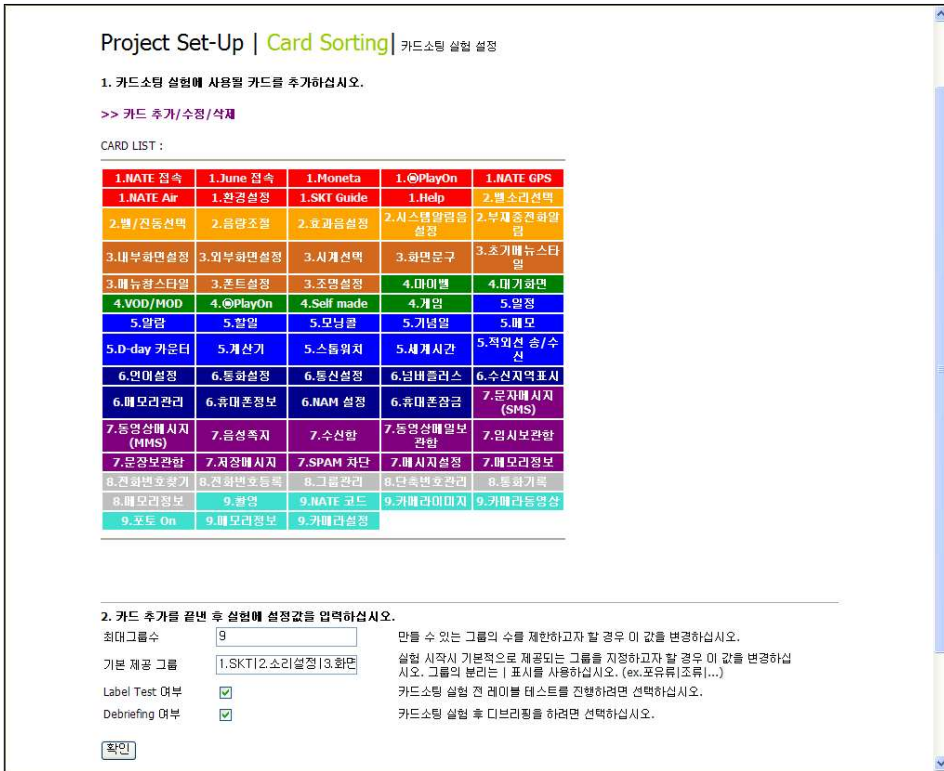 Project Set-Up | Card Sorting| 카드소팅 실험 설정
1. 카드소팅 실험에 사용될 카드를 추가하십시오.
>> 카드 추가/수정/삭제
CARD LIST :
1.NATE 접속 1.June 접속 1.Moneta 1.ⓜPlayOn 1.NATE GPS
1.NATE Air 1.환경설정 1.SKT Guide 1.Help 2.벨소리선택
2.벨/진동선택 2.음량조절 2.효과음설정 2.시스템알림음설정 2.부재중전화알림
3.내부화면설정 3.외부화면설정 3.시계선택 3.화면문구 3.초기메뉴스타일
3.메뉴창스타일 3.폰트설정 3.조명설정 4.마이벨 4.대기화면
4.VOD/MOD 4.ⓜPlayOn 4.Self made 4.게임 5.일정
5.알람 5.할일 5.모닝콜 5.기념일 5.메모
5.D-day 카운터 5.계산기 5.스톱워치 5.세계시간 5.적외선 송/수신
6.언어설정 6.통화설정 6.통신설정 6.넘버플러스 6.수신지역표시
6.메모리관리 6.휴대폰정보 6.NAM 설정 6.휴대폰잠금 7.문자메시지(SMS)
7.동영상메시지(MMS) 7.음성쪽지 7.수신함 7.동영상메일보관함 7.임시보관함
7.문장보관함 7.저장메시지 7.SPAM 차단 7.메시지설정 7.메모리정보
8.전화번호찾기 8.전화번호등록 8.그룹관리 8.단축번호관리 8.통화기록
8.메모리정보 9.촬영 9.NATE 코드 9.카메라이미지 9.카메라동영상
9.포토 On 9.메모리정보 9.카메라설정
2. 카드 추가를 끝낸 후 실험에 설정값을 입력하십시오.
최대그룹수 9 만들 수 있는 그룹의 수를 제한하고자 할 경우 이 값을 변경하십시오.
기본 제공 그룹 1.SKT|2.소리설정|3.화면 실험 시작시 기본적으로 제공되는 그룹을 지정하고자 할 경우 이 값을 변경하십
시오. 그룹의 분리는 | 표시를 사용하십시오. (ex.포유류|조류|...)
Label Test 여부 카드소팅 실험 전 레이블 테스트를 진행하려면 선택하십시오.
Debriefing 여부 카드소팅 실험 후 디브리핑을 하려면 선택하십시오.
확인